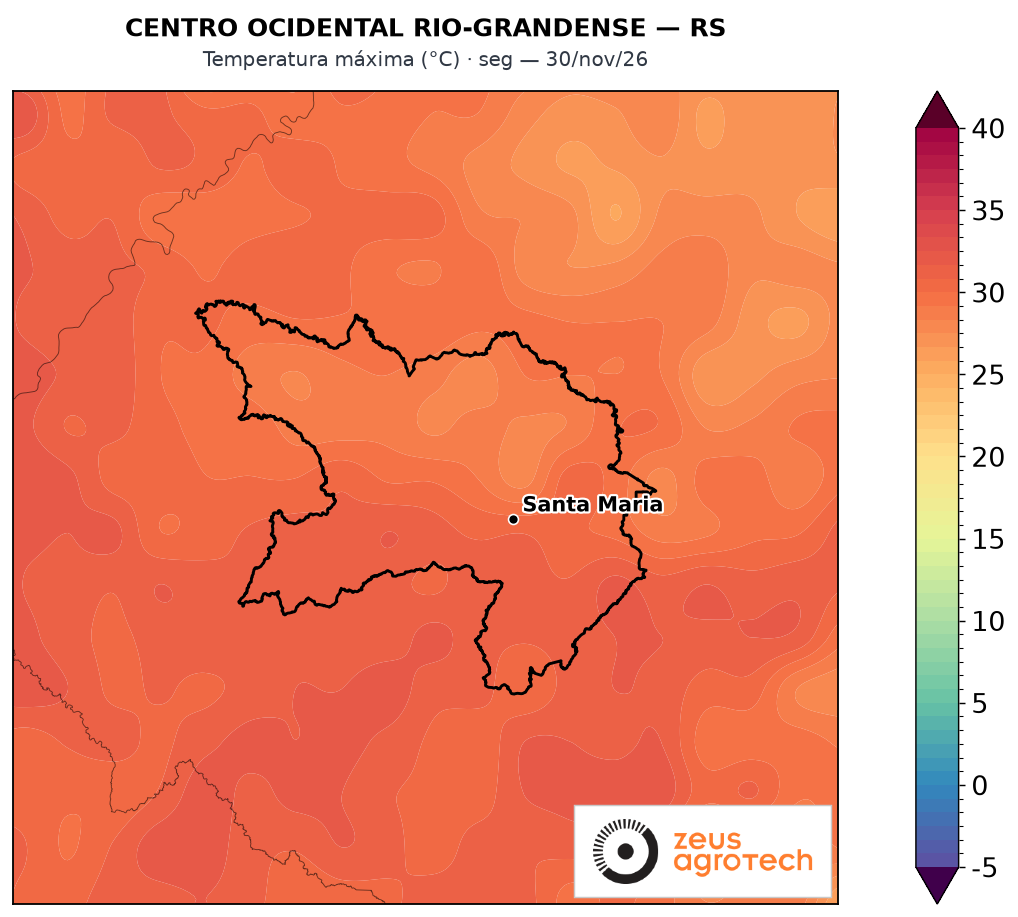 CENTRO OCIDENTAL RIO-GRANDENSE — RS
Temperatura máxima (°C) · seg — 30/nov/26
40
35
30
25
20
15
10
5
0
-5
Santa Maria
zeus
agroTech